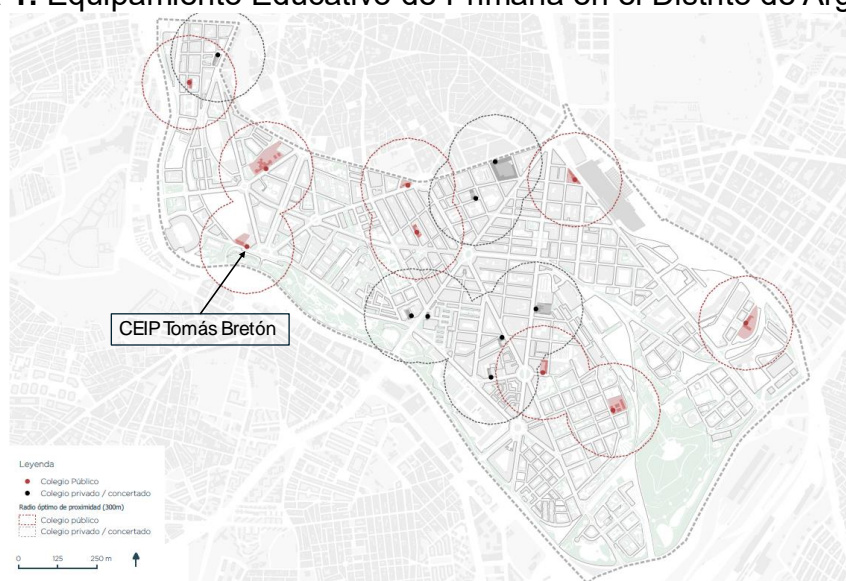 1. Equipamiento Educativo de Primaria en el Distrito de Arg
CEIP Tomás Bretón
Leyenda
Colegio Público
Colegio privado / concertado
Radio óptimo de proximidad (300m)
Colegio público
Colegio privado / concertado
0 125 250 m